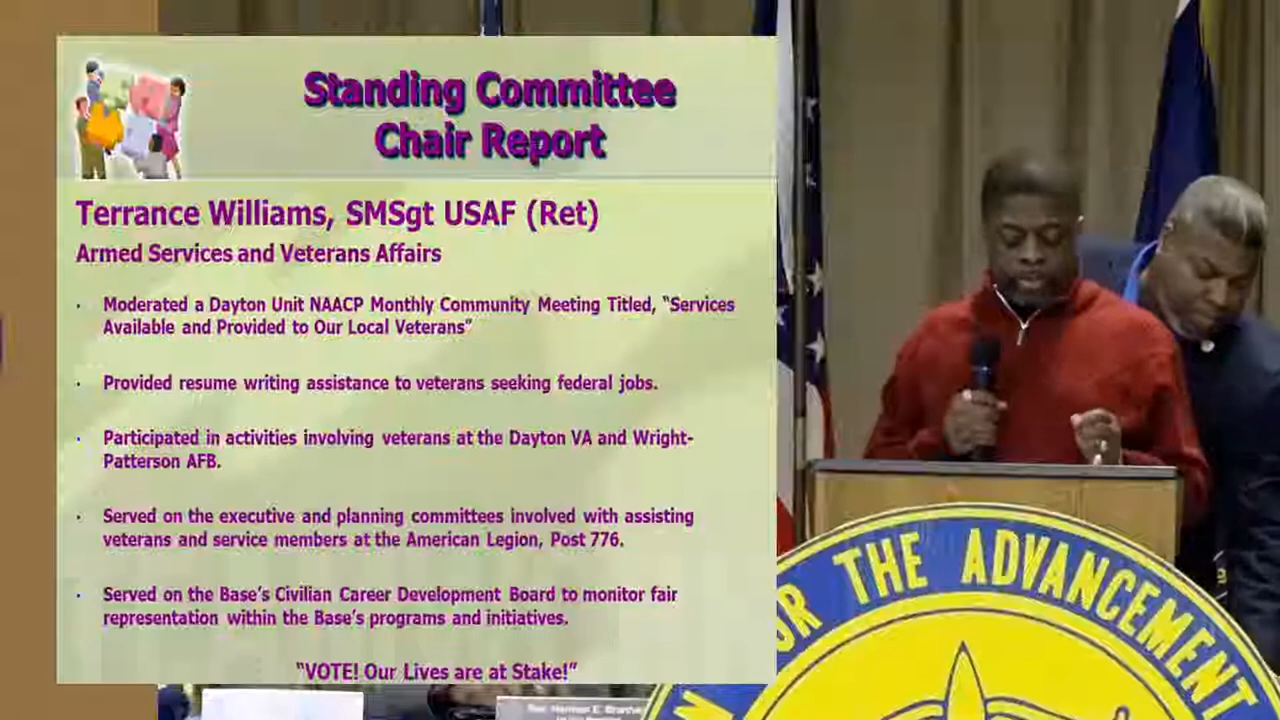 Standing Committee
Chair Report
Terrance Williams, SMSgt USAF (Ret)
Armed Services and Veterans Affairs
· Moderated a Dayton Unit NAACP Monthly Community Meeting Titled, “Services
Available and Provided to Our Local Veterans”
· Provided resume writing assistance to veterans seeking federal jobs.
· Participated in activities involving veterans at the Dayton VA and Wright-
Patterson AFB.
· Served on the executive and planning committees involved with assisting
veterans and service members at the American Legion, Post 776.
· Served on the Base’s Civilian Career Development Board to monitor fair
representation within the Base’s programs and initiatives.
“VOTE! Our Lives are at Stake!”
THE ADVANCEMENT